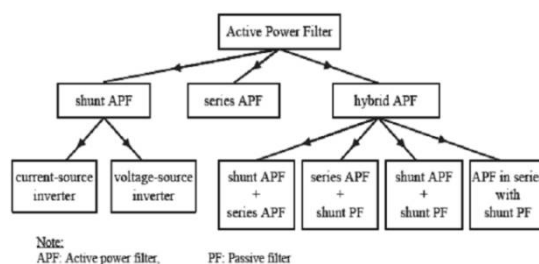 Active Power Filter
shunt APF
series APF
hybrid APF
current-source
inverter
voltage-source
inverter
shunt APF
+
series APF
series APF
+
shunt PF
shunt APF
+
shunt PF
APF in series
with
shunt PF
Note:
APF: Active power filter, PF: Passive filter